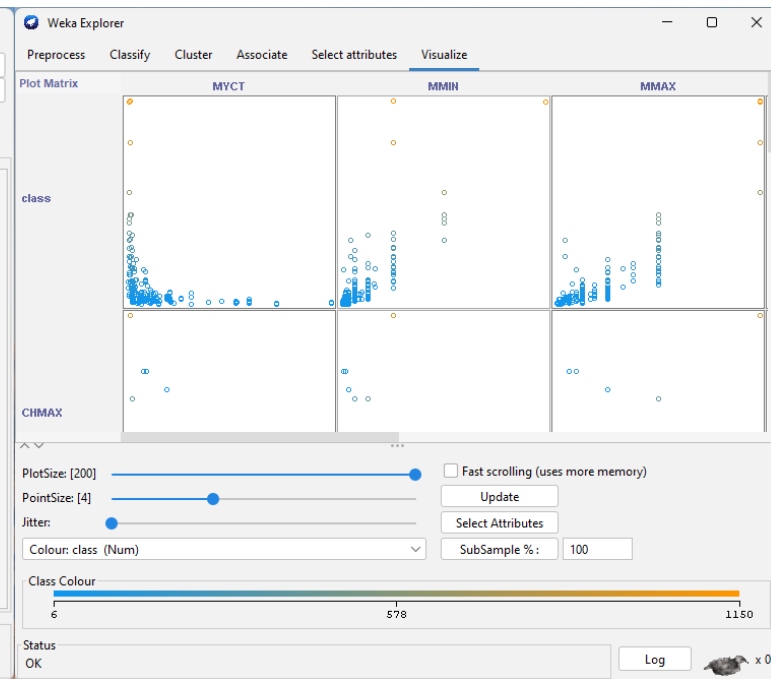 Weka Explorer
Preprocess Classify Cluster Associate Select attributes Visualize
Plot Matrix MYCT MMIN MMAX
class
CHMAX
PlotSize: [200]
Fast scrolling (uses more memory)
PointSize: [4]
Update
Jitter:
Select Attributes
Colour: class (Num)
SubSample % :
100
Class Colour
6 578 1150
Status
OK
Log
x 0